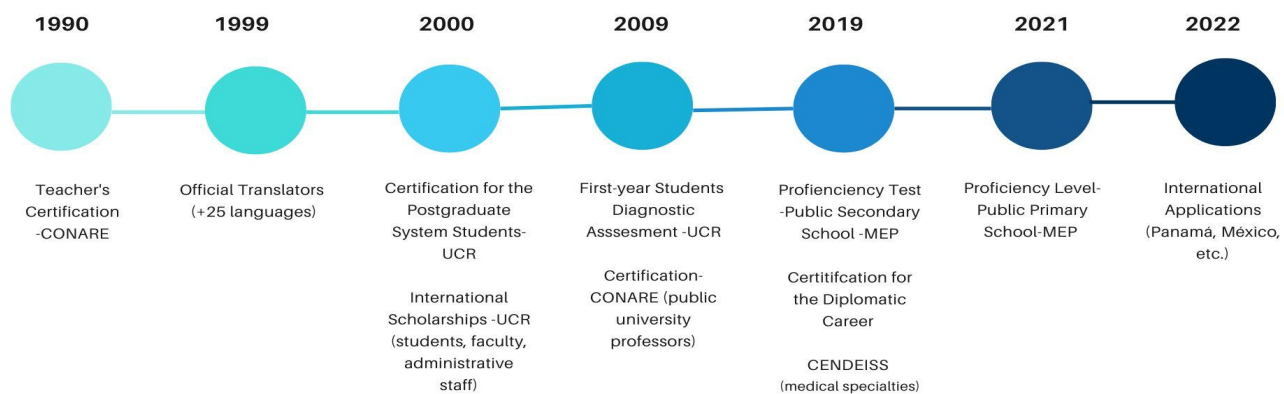 1990
Teacher's
Certification
-CONARE
1999
Official Translators
(+25 languages)
2000
Certification for the
Postgraduate
System Students-
UCR
International
Scholarships -UCR
(students, faculty,
administrative
staff)
2009
First-year Students
Diagnostic
Asssesment -UCR
Certification-
CONARE (public
university
professors)
2019
Profienciency Test
-Public Secondary
School -MEP
Certitifcation for
the Diplomatic
Career
CENDEISS
(medical specialties)
2021
Proficiency Level-
Public Primary
School-MEP
2022
International
Applications
(Panamá, México,
etc.)